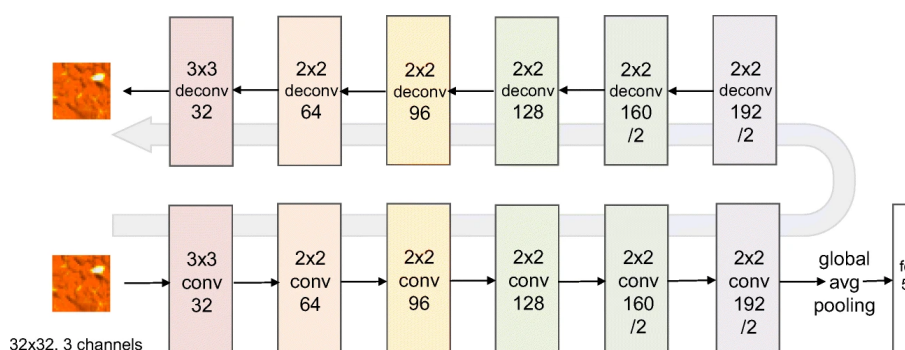 3x3
deconv
32
2x2
deconv
64
2x2
deconv
96
2x2
deconv
128
2x2
deconv
160
/2
2x2
deconv
192
/2
3x3
conv
32
2x2
conv
64
2x2
conv
96
2x2
conv
128
2x2
conv
160
/2
2x2
conv
192
/2
global
avg
pooling
32x32, 3 channels